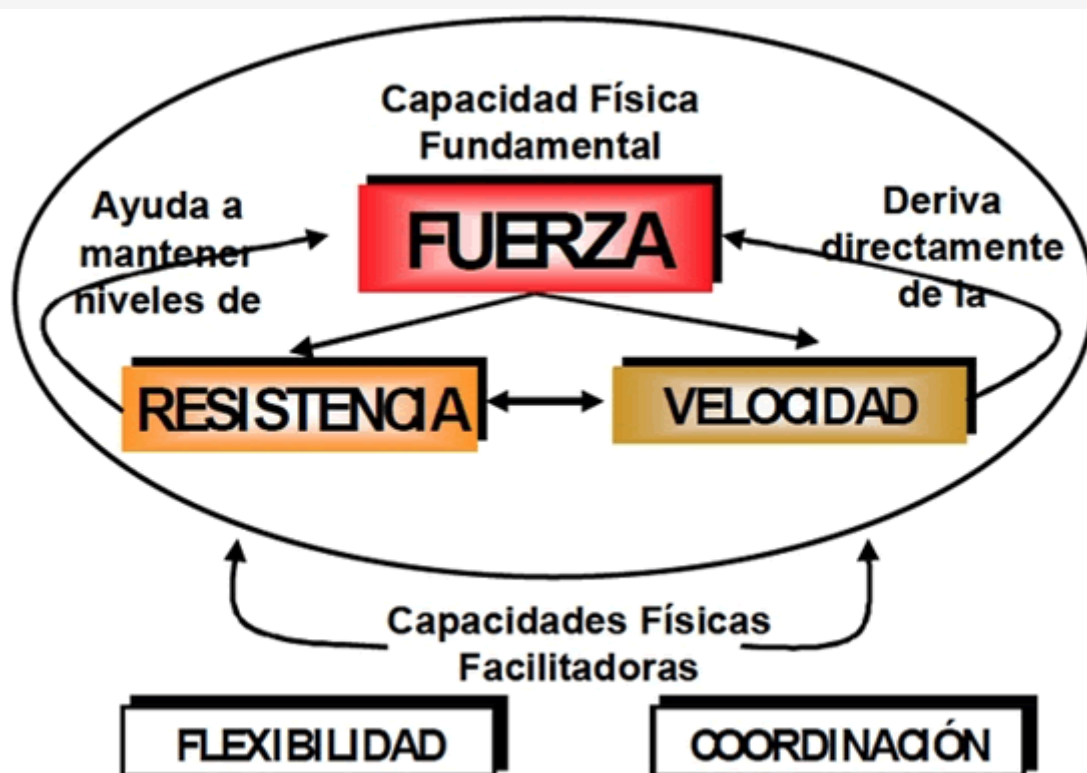 Capacidad Física
Fundamental
FUERZA
Ayuda a
mantener
niveles de
Deriva
directamente
de la
RESISTENCIA
VELOCIDAD
Capacidades Físicas
Facilitadoras
FLEXIBILIDAD
COORDINACIÓN